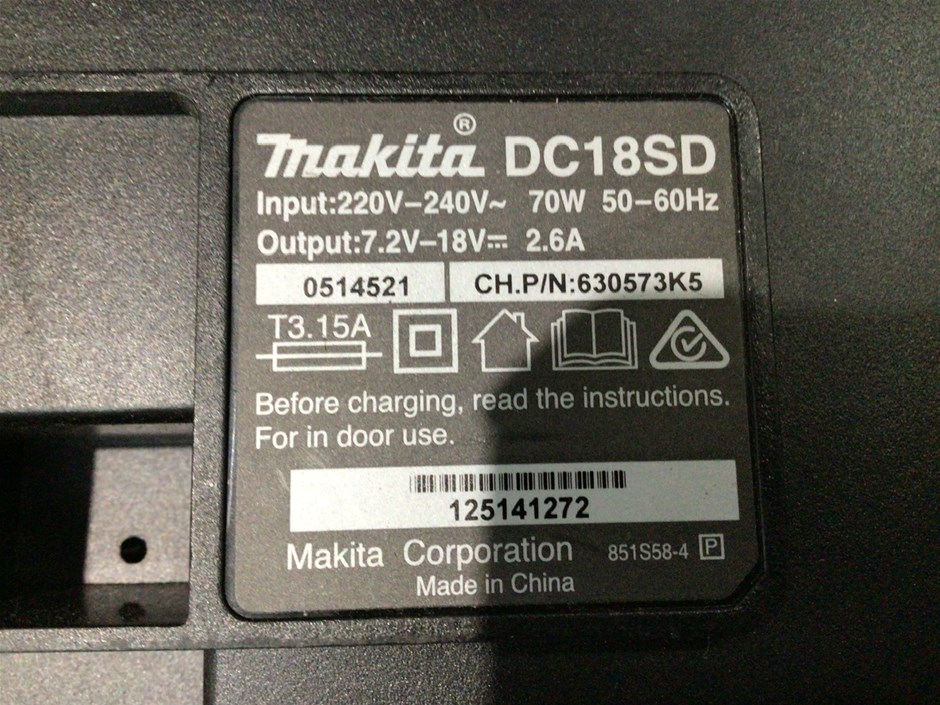 makita® DC18SD
Input:220V–240V~ 70W 50–60Hz
Output:7.2V–18V⎓ 2.6A
0514521 CH.P/N:630573K5
T3.15A
Before charging, read the instructions.
For in door use.
125141272
Makita Corporation 851S58-4 P
Made in China